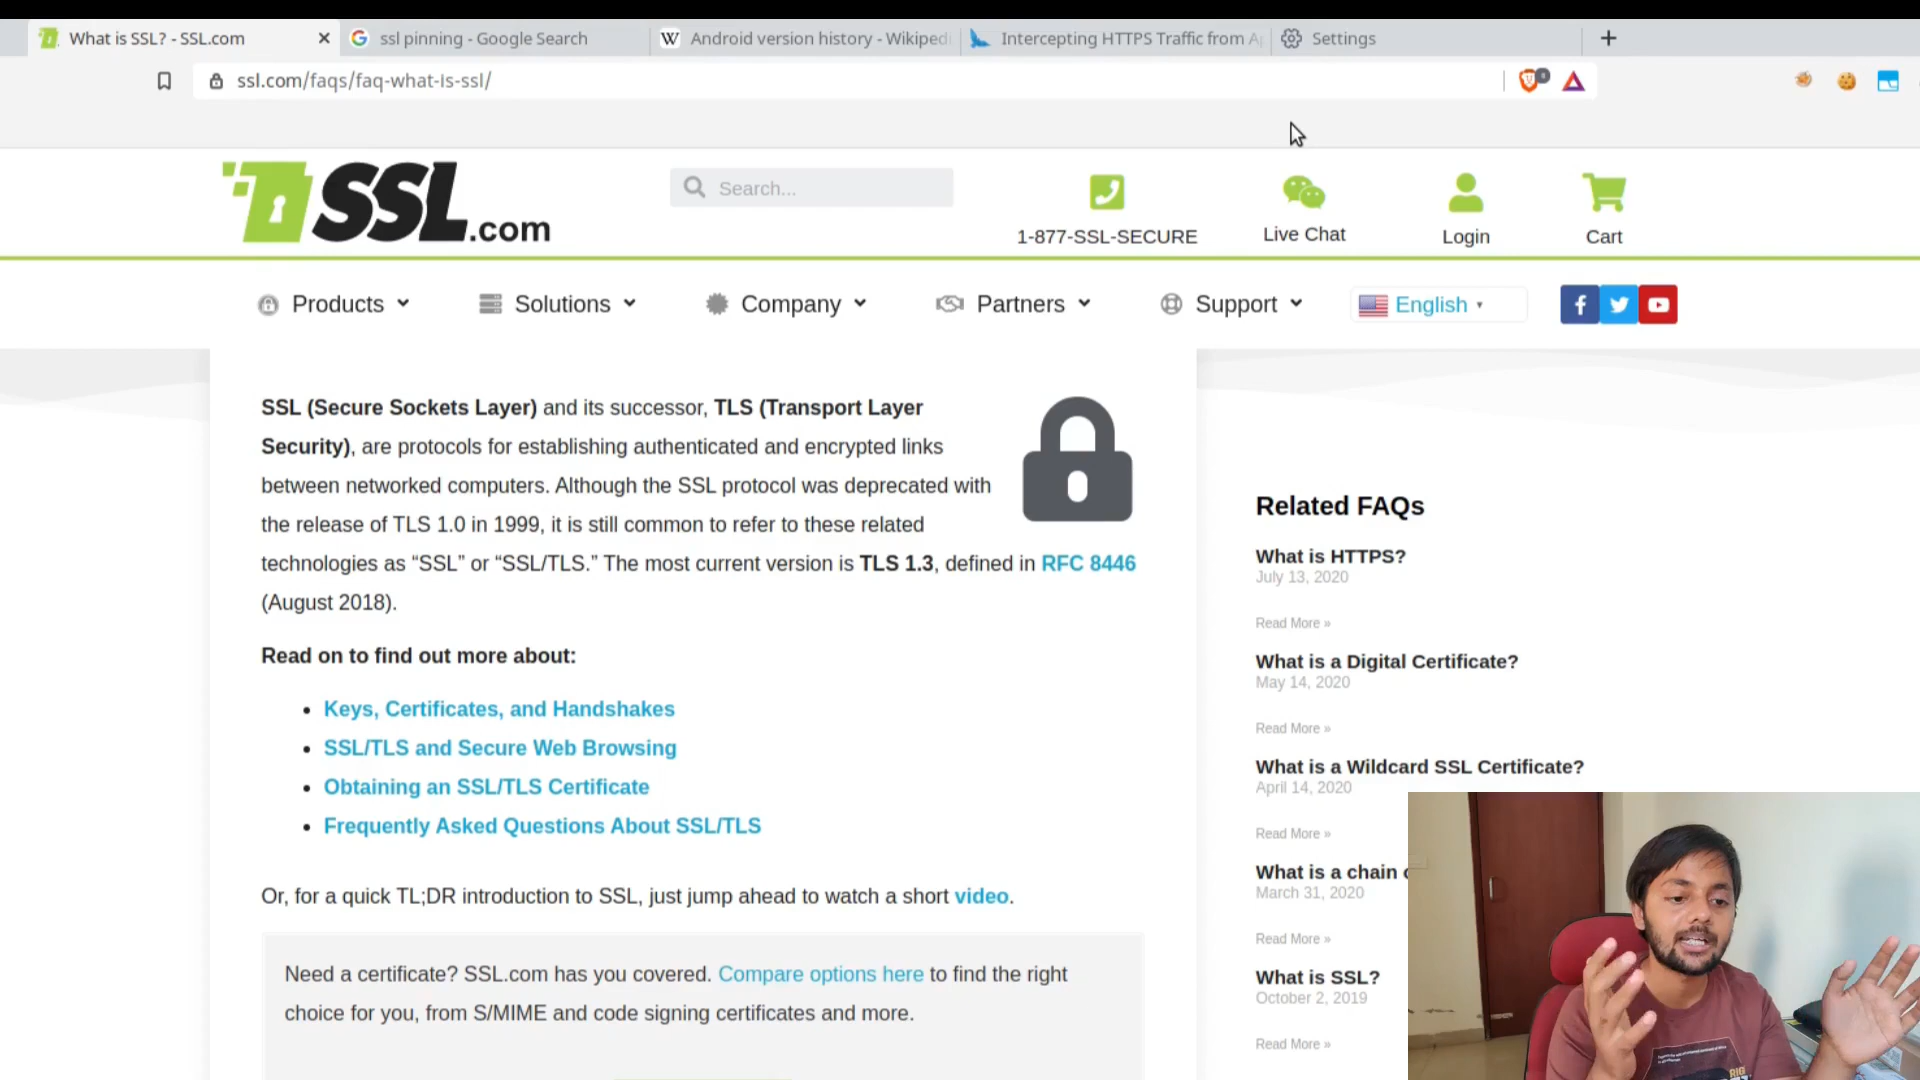 What is SSL? - SSL.com
ssl pinning - Google Search
Android version history - Wikiped
Intercepting HTTPS Traffic from A
Settings
ssl.com/faqs/faq-what-is-ssl/
SSL.com
Search...
1-877-SSL-SECURE
Live Chat
Login
Cart
Products
Solutions
Company
Partners
Support
English
SSL (Secure Sockets Layer) and its successor, TLS (Transport Layer
Security), are protocols for establishing authenticated and encrypted links
between networked computers. Although the SSL protocol was deprecated with
the release of TLS 1.0 in 1999, it is still common to refer to these related
technologies as “SSL” or “SSL/TLS.” The most current version is TLS 1.3, defined in RFC 8446
(August 2018).
Read on to find out more about:
Keys, Certificates, and Handshakes
SSL/TLS and Secure Web Browsing
Obtaining an SSL/TLS Certificate
Frequently Asked Questions About SSL/TLS
Or, for a quick TL;DR introduction to SSL, just jump ahead to watch a short video.
Need a certificate? SSL.com has you covered. Compare options here to find the right
choice for you, from S/MIME and code signing certificates and more.
Related FAQs
What is HTTPS?
July 13, 2020
Read More »
What is a Digital Certificate?
May 14, 2020
Read More »
What is a Wildcard SSL Certificate?
April 14, 2020
Read More »
What is a chain
March 31, 2020
Read More »
What is SSL?
October 2, 2019
Read More »